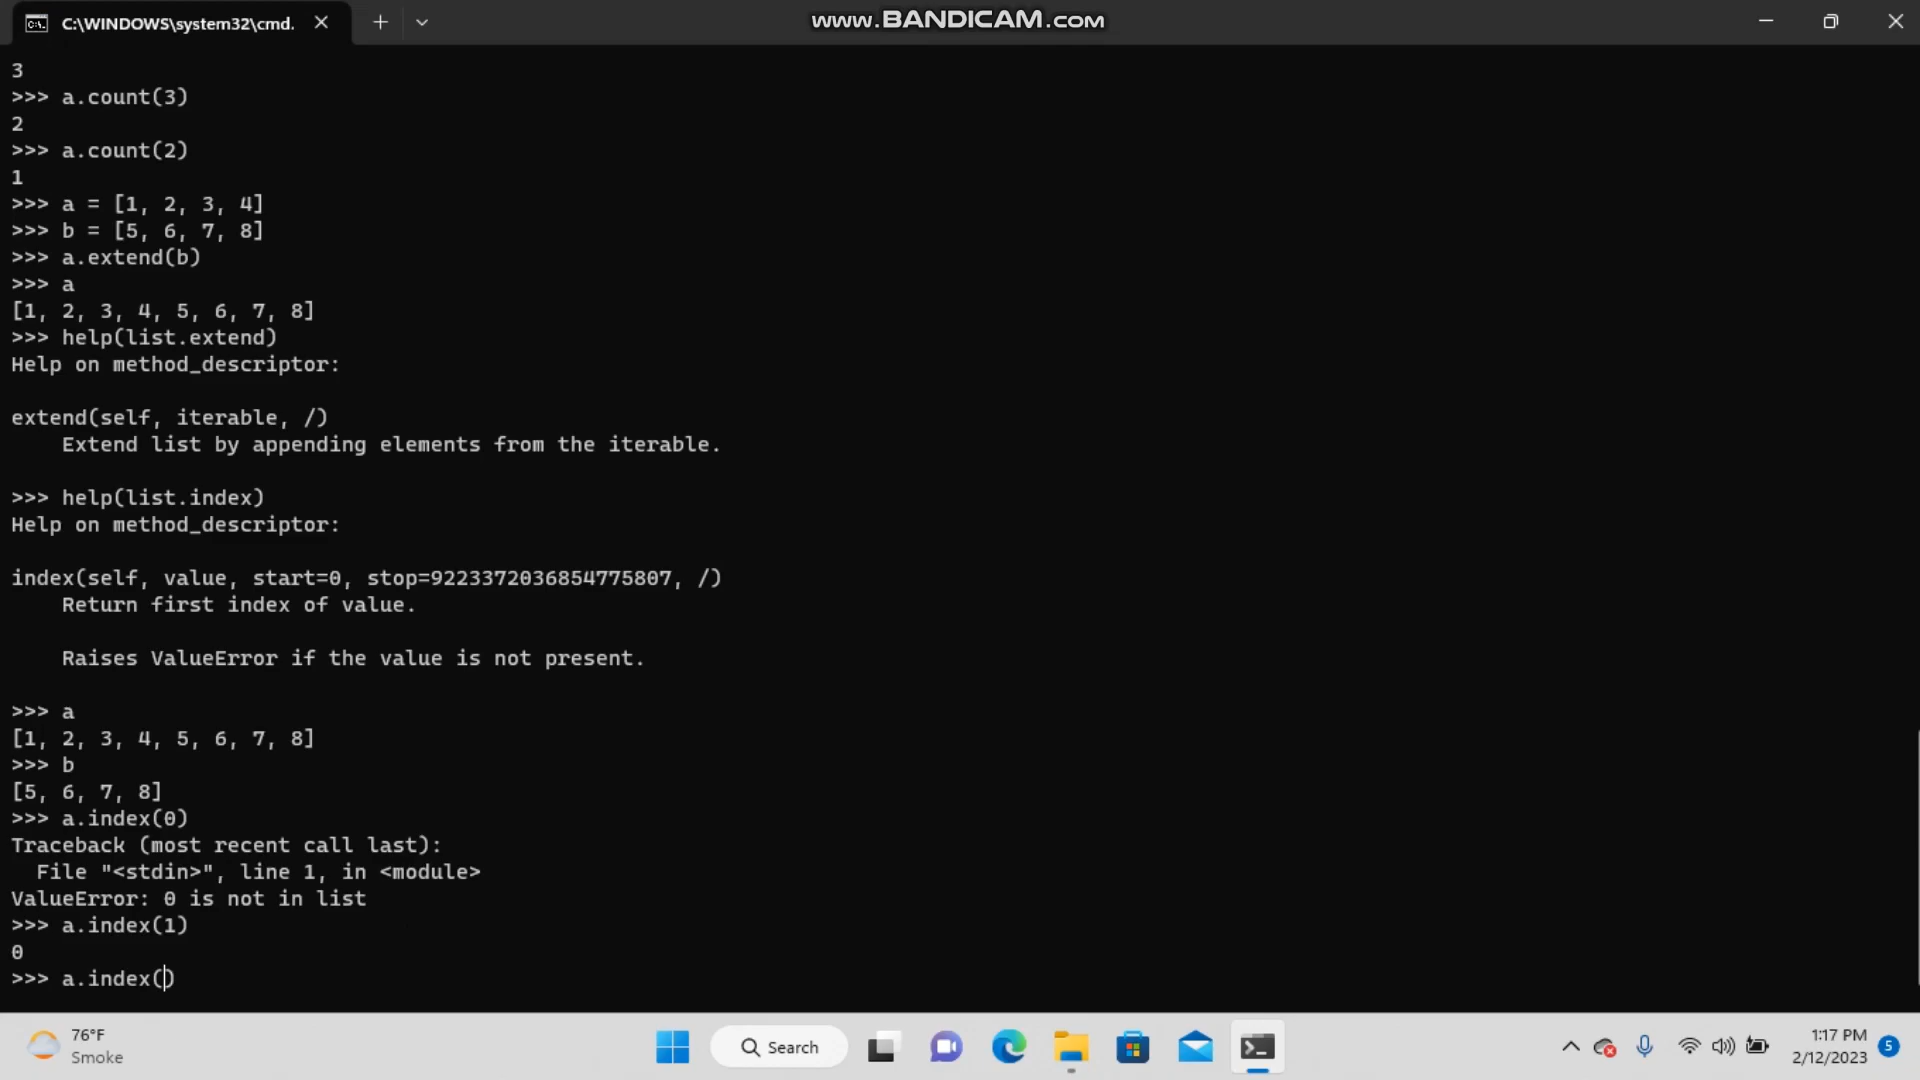 C:\WINDOWS\system32\cmd.
www.BANDICAM.com
3
>>> a.count(3)
2
>>> a.count(2)
1
>>> a = [1, 2, 3, 4]
>>> b = [5, 6, 7, 8]
>>> a.extend(b)
>>> a
[1, 2, 3, 4, 5, 6, 7, 8]
>>> help(list.extend)
Help on method_descriptor:
extend(self, iterable, /)
Extend list by appending elements from the iterable.
>>> help(list.index)
Help on method_descriptor:
index(self, value, start=0, stop=9223372036854775807, /)
Return first index of value.
Raises ValueError if the value is not present.
>>> a
[1, 2, 3, 4, 5, 6, 7, 8]
>>> b
[5, 6, 7, 8]
>>> a.index(0)
Traceback (most recent call last):
File "<stdin>", line 1, in <module>
ValueError: 0 is not in list
>>> a.index(1)
0
>>> a.index()
76°F
Smoke
Search
1:17 PM
2/12/2023
5